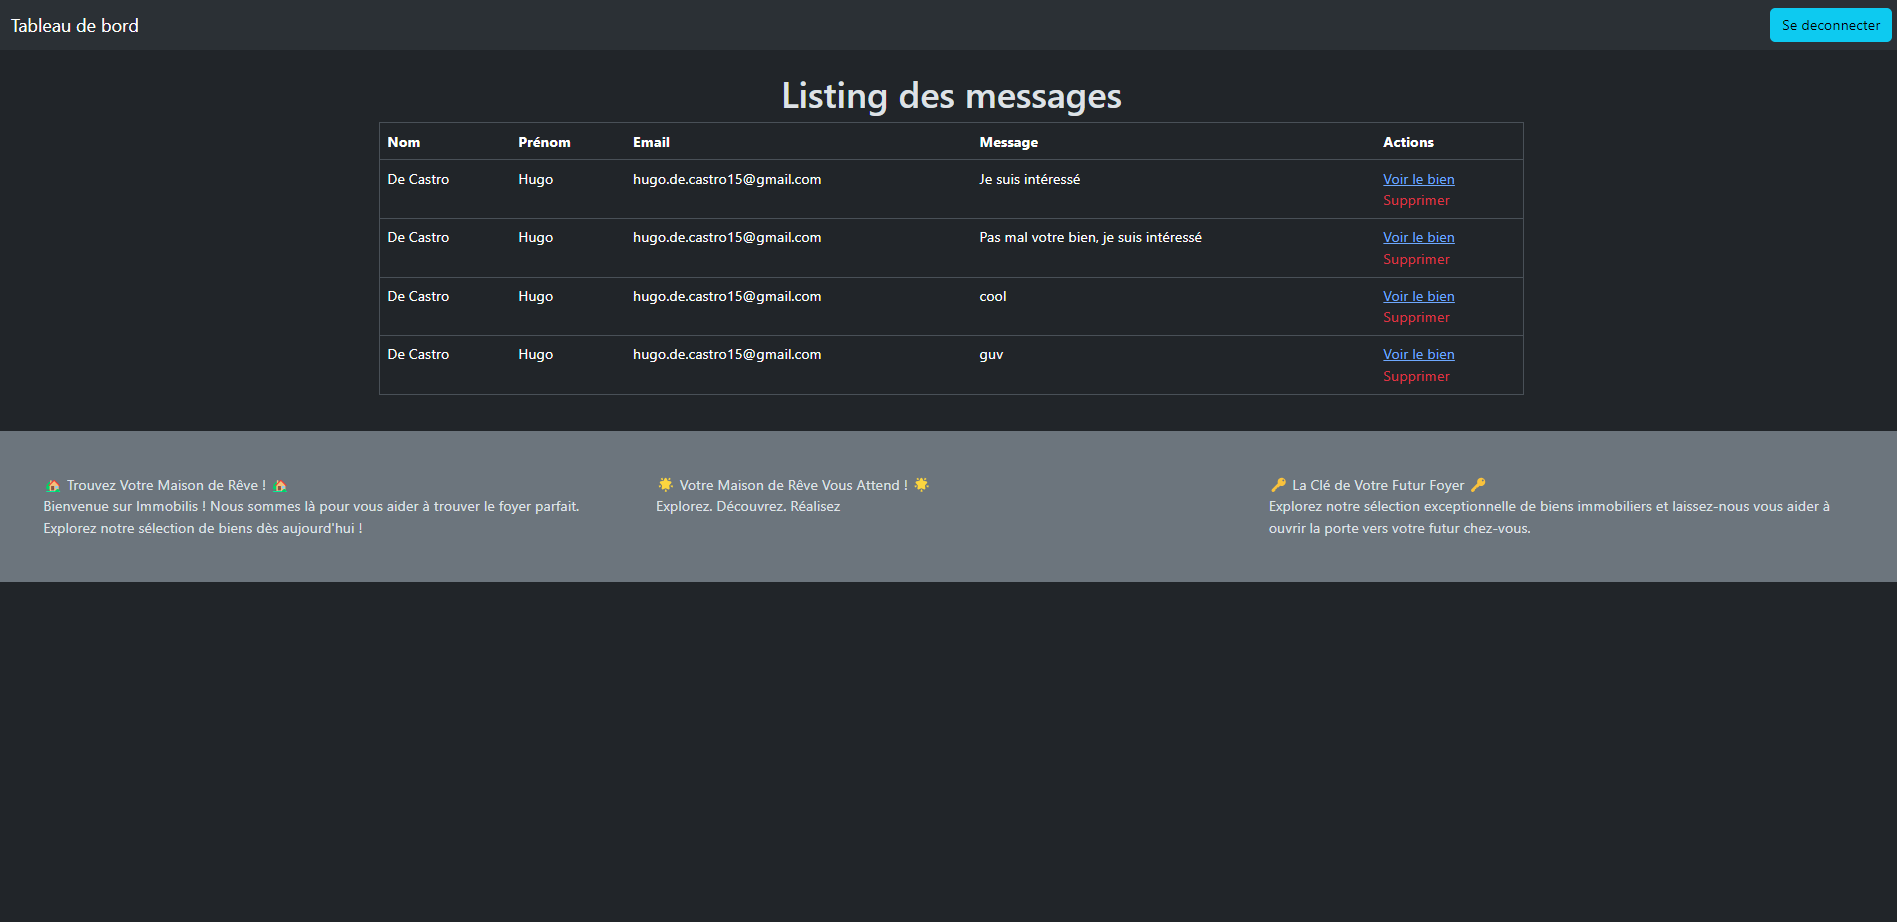 Tableau de bord
Se deconnecter
Listing des messages
Nom Prénom Email Message Actions
De Castro Hugo hugo.de.castro15@gmail.com Je suis intéressé Voir le bien
Supprimer
De Castro Hugo hugo.de.castro15@gmail.com Pas mal votre bien, je suis intéressé Voir le bien
Supprimer
De Castro Hugo hugo.de.castro15@gmail.com cool Voir le bien
Supprimer
De Castro Hugo hugo.de.castro15@gmail.com guv Voir le bien
Supprimer
🏡 Trouvez Votre Maison de Rêve ! 🏡
Bienvenue sur Immobilis ! Nous sommes là pour vous aider à trouver le foyer parfait.
Explorez notre sélection de biens dès aujourd'hui !
🌟 Votre Maison de Rêve Vous Attend ! 🌟
Explorez. Découvrez. Réalisez
🔑 La Clé de Votre Futur Foyer 🔑
Explorez notre sélection exceptionnelle de biens immobiliers et laissez-nous vous aider à
ouvrir la porte vers votre futur chez-vous.